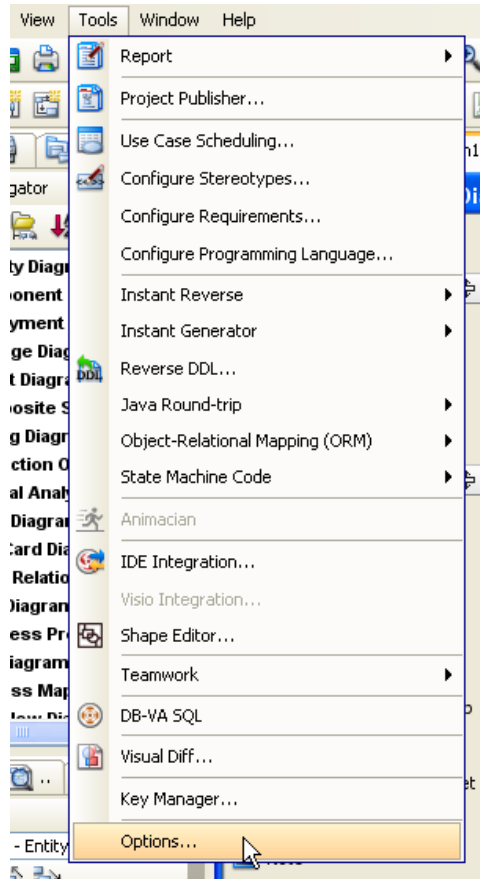 View Tools Window Help
Report
Project Publisher...
Use Case Scheduling...
Configure Stereotypes...
Configure Requirements...
Configure Programming Language...
Instant Reverse
Instant Generator
DDL Reverse DDL...
Java Round-trip
Object-Relational Mapping (ORM)
State Machine Code
Animacian
IDE Integration...
Visio Integration...
Shape Editor...
Teamwork
DB-VA SQL
Visual Diff...
Key Manager...
- Entity Options...